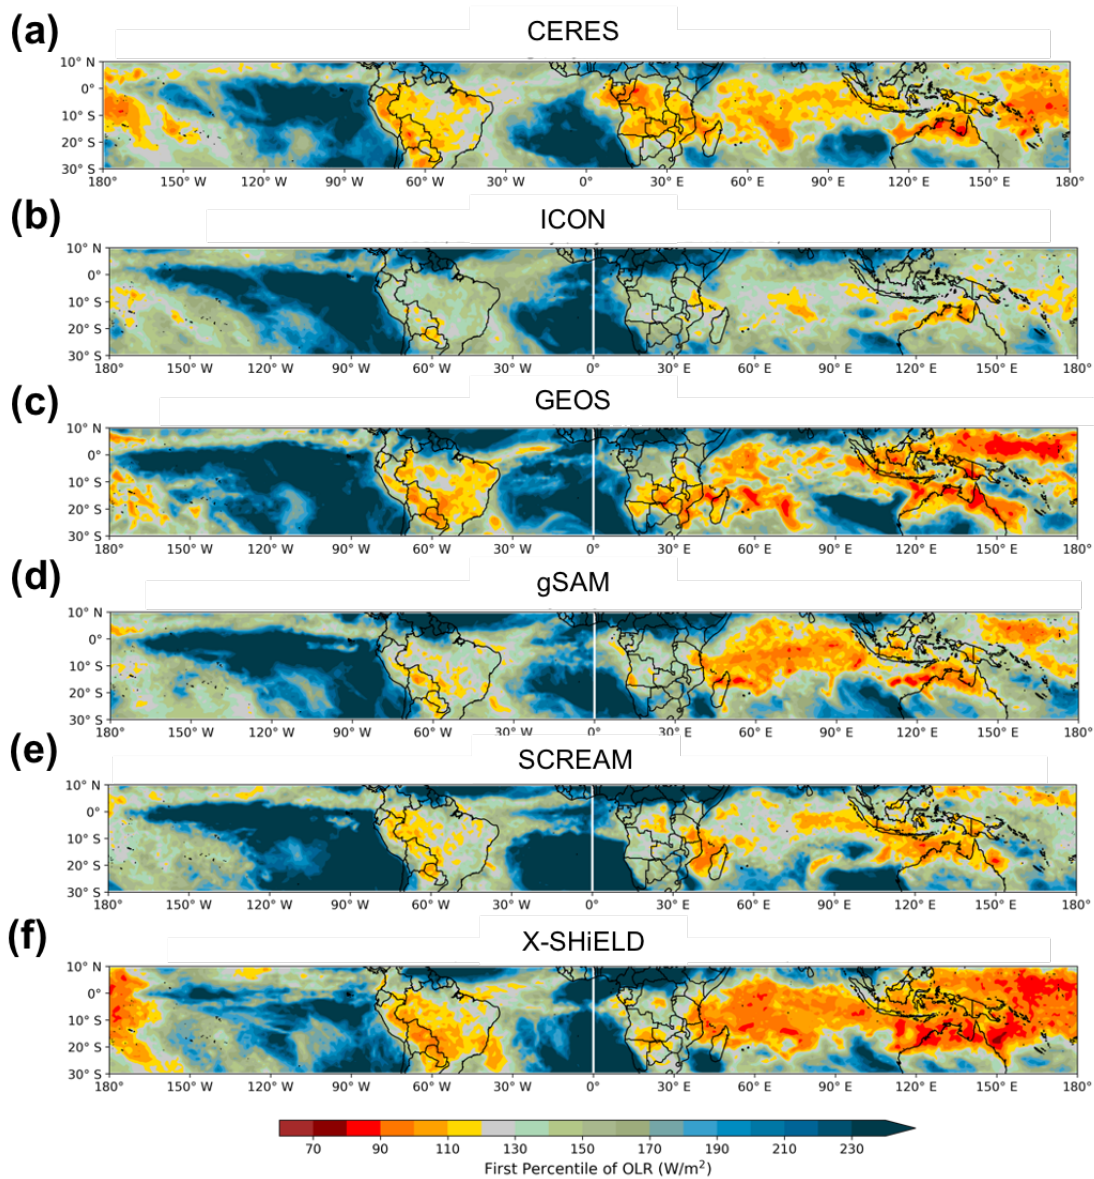 (a)
CERES
10° N
0°
10° S
20° S
30° S
180° 150° W 120° W 90° W 60° W 30° W 0° 30° E 60° E 90° E 120° E 150° E 180°
(b)
ICON
10° N
0°
10° S
20° S
30° S
180° 150° W 120° W 90° W 60° W 30° W 0° 30° E 60° E 90° E 120° E 150° E 180°
(c)
GEOS
10° N
0°
10° S
20° S
30° S
180° 150° W 120° W 90° W 60° W 30° W 0° 30° E 60° E 90° E 120° E 150° E 180°
(d)
gSAM
10° N
0°
10° S
20° S
30° S
180° 150° W 120° W 90° W 60° W 30° W 0° 30° E 60° E 90° E 120° E 150° E 180°
(e)
SCREAM
10° N
0°
10° S
20° S
30° S
180° 150° W 120° W 90° W 60° W 30° W 0° 30° E 60° E 90° E 120° E 150° E 180°
(f)
X-SHiELD
10° N
0°
10° S
20° S
30° S
180° 150° W 120° W 90° W 60° W 30° W 0° 30° E 60° E 90° E 120° E 150° E 180°
70 90 110 130 150 170 190 210 230
First Percentile of OLR (W/m²)